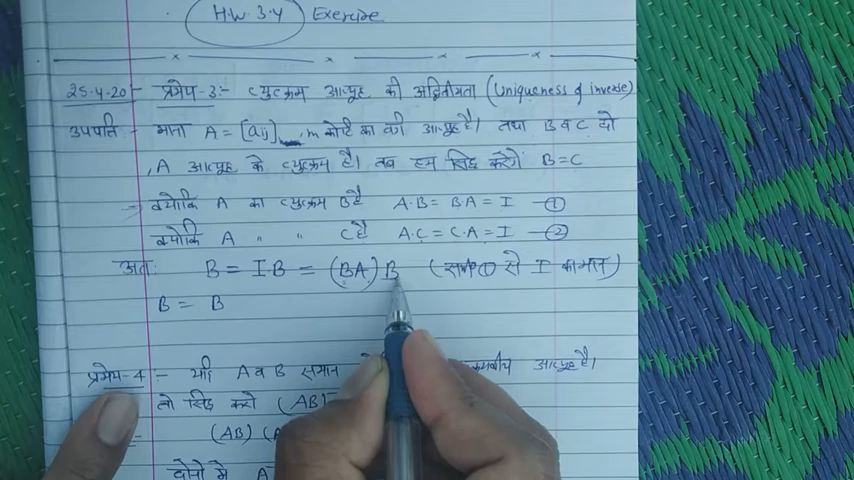 H.W. 3.4 Exercise
25.4.20 :- प्रमेय-3:- व्युत्क्रम आव्यूह की अद्वितीयता (Uniqueness of inverse)
उपपति - माना A = [aij] m कोटि का वर्ग आव्यूह है। तथा B व C दो
, A आव्यूह के व्युत्क्रम है। तब हम सिद्ध करेंगे B=C
क्योकि A का व्युत्क्रम B है A.B = B.A = I - ①
क्योकि A " " C है A.C = C.A = I - ②
अतः B = I B = (BA) B (समी० ① से I का मान)
B = B
प्रमेय-4 :- यदि A व B समान आव्यूह है।
तो सिद्ध करो (AB)
= (AB) (A
दोनो मे A